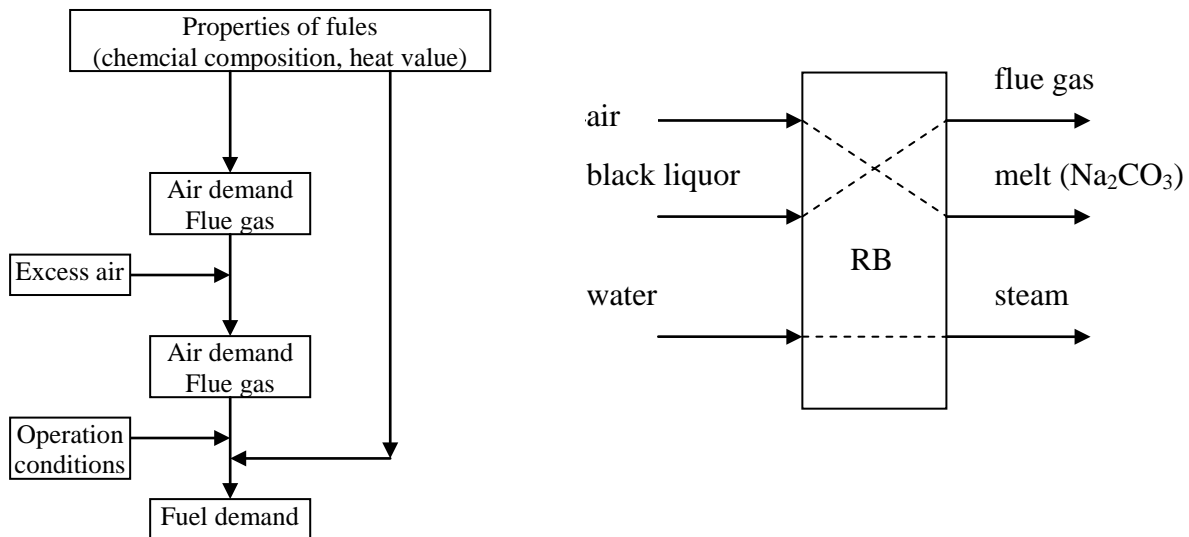 Properties of fules
(chemcial composition, heat value)
Air demand
Flue gas
Excess air
Air demand
Flue gas
Operation
conditions
Fuel demand
air
black liquor
water
RB
flue gas
melt (Na₂CO₃)
steam